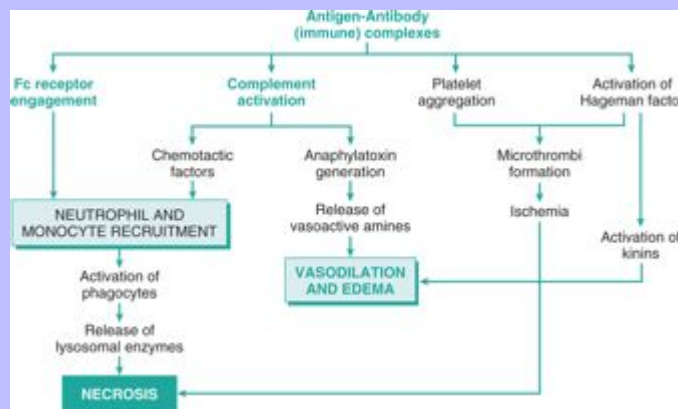 Antigen-Antibody
(immune) complexes
Fc receptor
engagement
Complement
activation
Platelet
aggregation
Activation of
Hageman facto
Chemotactic
factors
Anaphylatoxin
generation
Microthrombi
formation
NEUTROPHIL AND
MONOCYTE RECRUITMENT
Release of
vasoactive amines
Ischemia
Activation of
kinins
Activation of
phagocytes
VASODILATION
AND EDEMA
Release of
lysosomal enzymes
NECROSIS